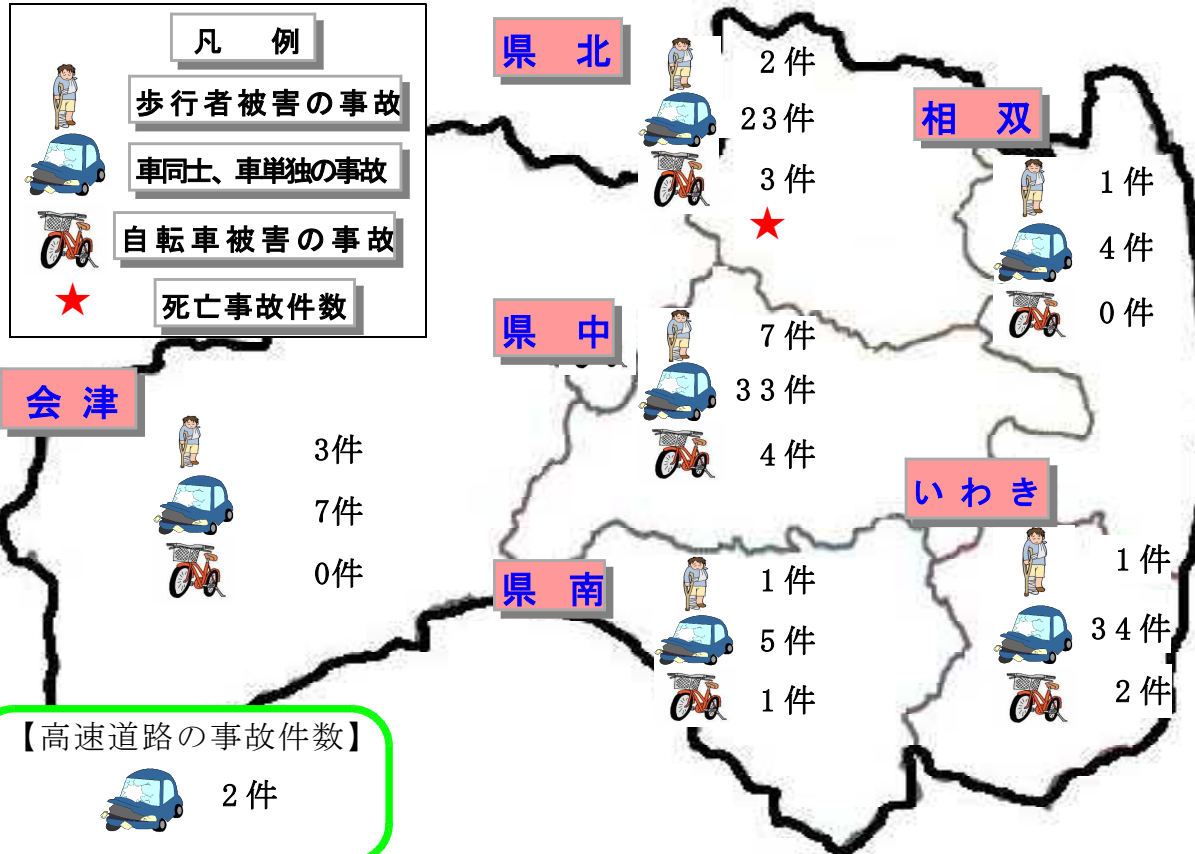 凡　例
歩行者被害の事故
車同士、車単独の事故
自転車被害の事故
死亡事故件数
県　北
2件
23件
3件
相　双
1件
4件
0件
県　中
7件
33件
4件
会津
3件
7件
0件
いわき
1件
34件
2件
県　南
1件
5件
1件
【高速道路の事故件数】
2件